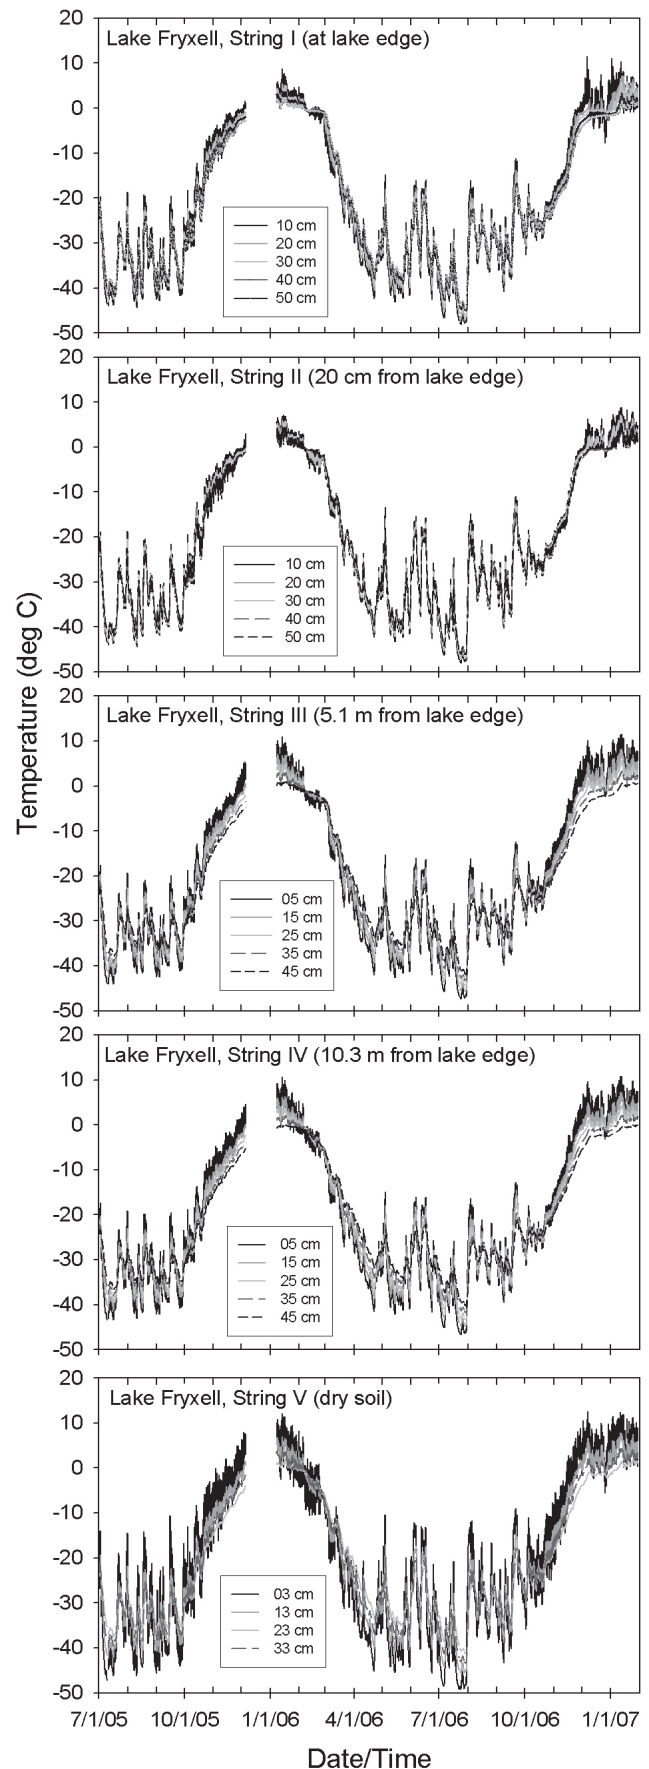 Temperature (deg C)
20
Lake Fryxell, String I (at lake edge)
10
0
-10
-20
10 cm
20 cm
-30
30 cm
40 cm
-40
50 cm
-50
20
Lake Fryxell, String II (20 cm from lake edge)
10
0
-10
-20
10 cm
20 cm
-30
30 cm
40 cm
-40
50 cm
-50
20
Lake Fryxell, String III (5.1 m from lake edge)
10
0
-10
-20
05 cm
15 cm
-30
25 cm
35 cm
-40
45 cm
-50
20
Lake Fryxell, String IV (10.3 m from lake edge)
10
0
-10
-20
05 cm
15 cm
-30
25 cm
35 cm
-40
45 cm
-50
20
Lake Fryxell, String V (dry soil)
10
0
-10
-20
03 cm
-30
13 cm
23 cm
-40
33 cm
-50
7/1/05 10/1/05 1/1/06 4/1/06 7/1/06 10/1/06 1/1/07
Date/Time